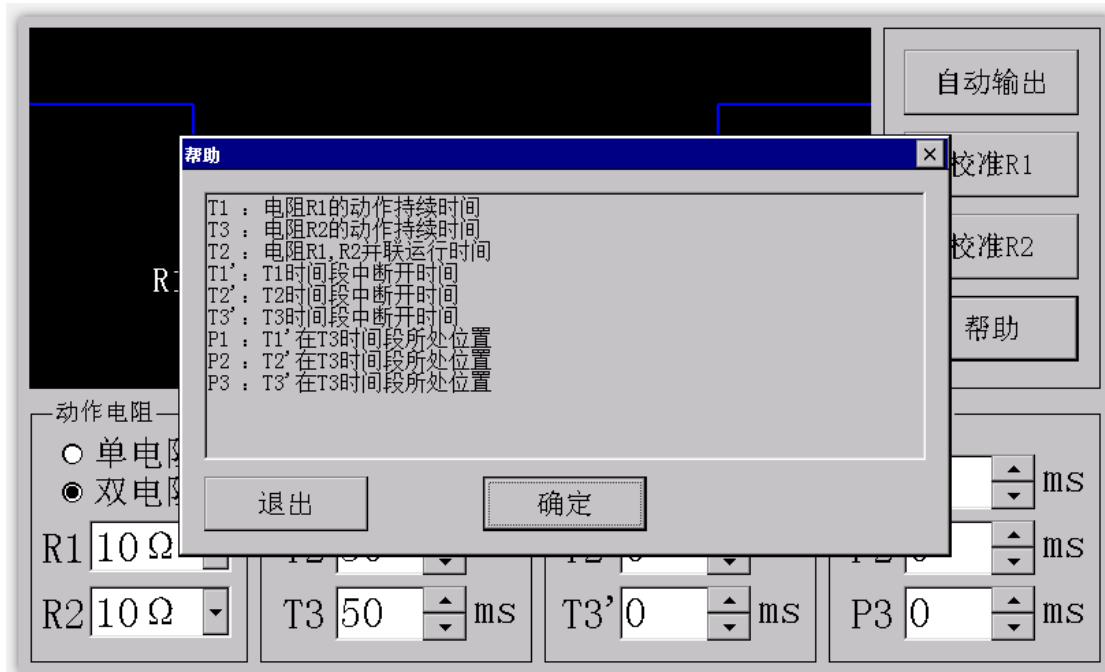 自动输出
帮助
校准R1
T1 : 电阻R1的动作持续时间
T3 : 电阻R2的动作持续时间
T2 : 电阻R1,R2并联运行时间
T1': T1时间段中断开时间
T2': T2时间段中断开时间
T3': T3时间段中断开时间
P1 : T1'在T3时间段所处位置
P2 : T2'在T3时间段所处位置
P3 : T3'在T3时间段所处位置
校准R2
帮助
动作电阻
单电阻
双电阻
退出
确定
ms
R1 10Ω
ms
R2 10Ω
T3 50 ms
T3' 0 ms
P3 0 ms